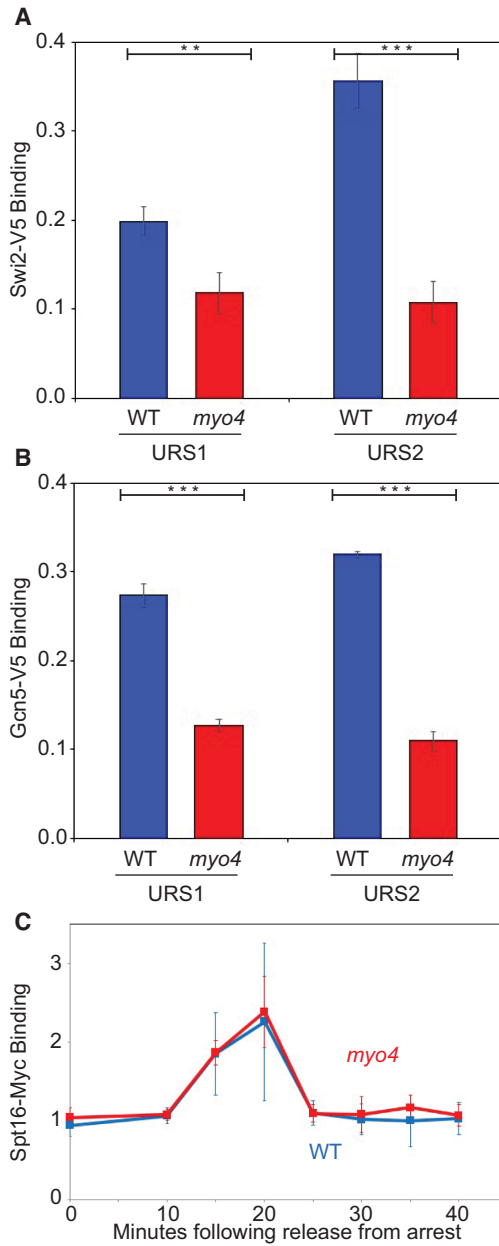 A
Swi2-V5 Binding
0.4
0.3
0.2
0.1
0.0
** ***
WT myo4 WT myo4
URS1 URS2
B
Gcn5-V5 Binding
0.4
0.3
0.2
0.1
0.0
*** ***
WT myo4 WT myo4
URS1 URS2
C
Spt16-Myc Binding
3
2
1
0
myo4
WT
0 10 20 30 40
Minutes following release from arrest